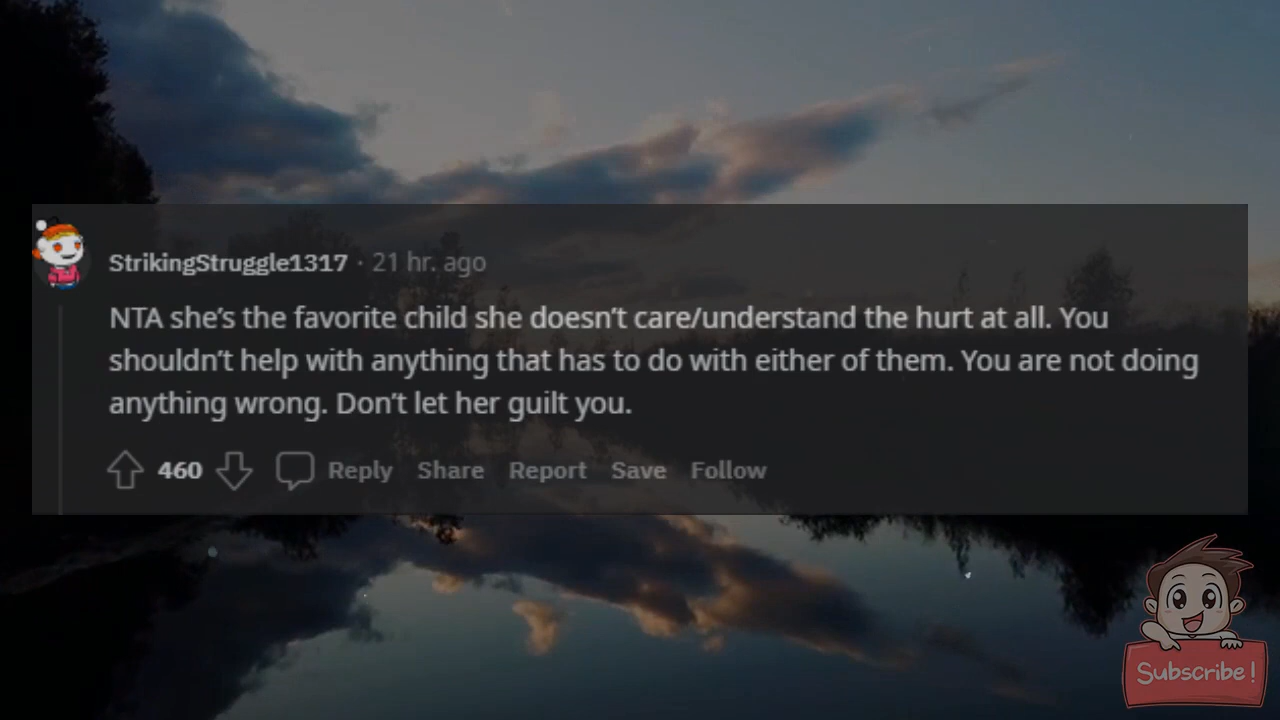 StrikingStruggle1317 · 21 hr. ago
NTA she's the favorite child she doesn't care/understand the hurt at all. You
shouldn't help with anything that has to do with either of them. You are not doing
anything wrong. Don't let her guilt you.
460 Reply Share Report Save Follow
Subscribe!